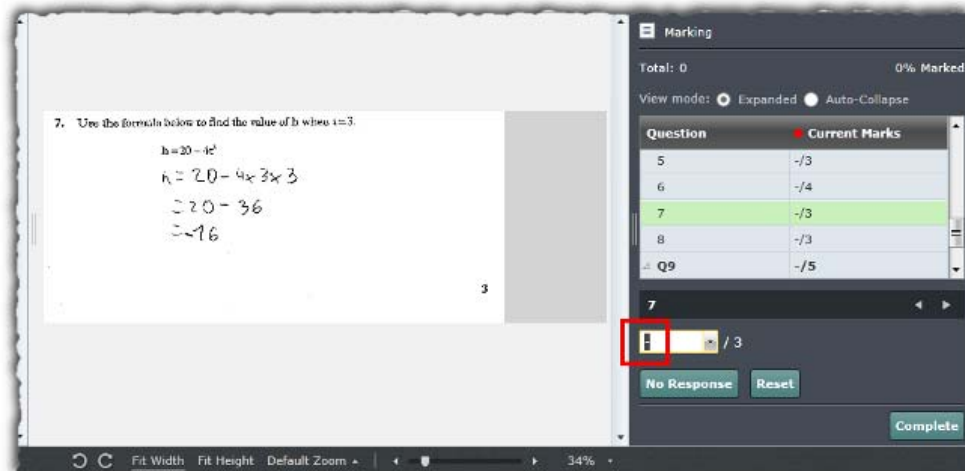 Marking
Total: 0 0% Marked
View mode: Expanded Auto-Collapse
7. Use the formula below to find the value of h when t=3.
h = 20 – 4t²
h = 20 - 4 x 3 x 3
= 20 - 36
= -16
3
Question Current Marks
5 -/3
6 -/4
7 -/3
8 -/3
Q9 -/5
7
- / 3
No Response Reset
Complete
Fit Width Fit Height Default Zoom 34%